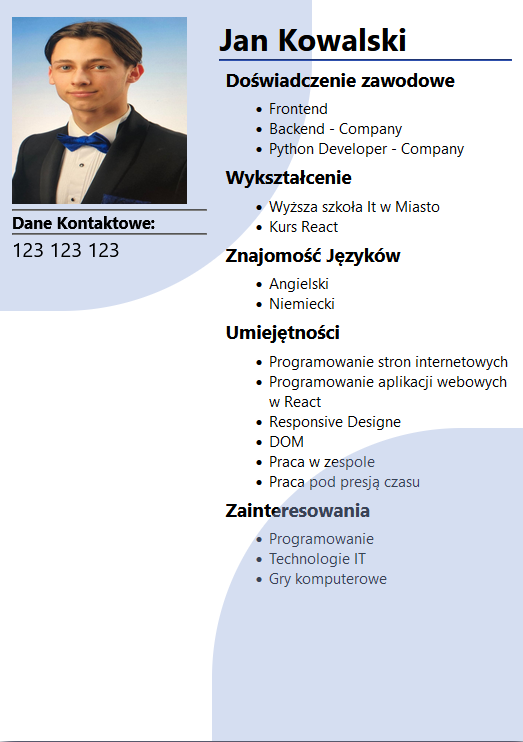 Jan Kowalski
Dane Kontaktowe:
123 123 123
Doświadczenie zawodowe
Frontend
Backend - Company
Python Developer - Company
Wykształcenie
Wyższa szkoła It w Miasto
Kurs React
Znajomość Języków
Angielski
Niemiecki
Umiejętności
Programowanie stron internetowych
Programowanie aplikacji webowych
w React
Responsive Designe
DOM
Praca w zespole
Praca pod presją czasu
Zainteresowania
Programowanie
Technologie IT
Gry komputerowe